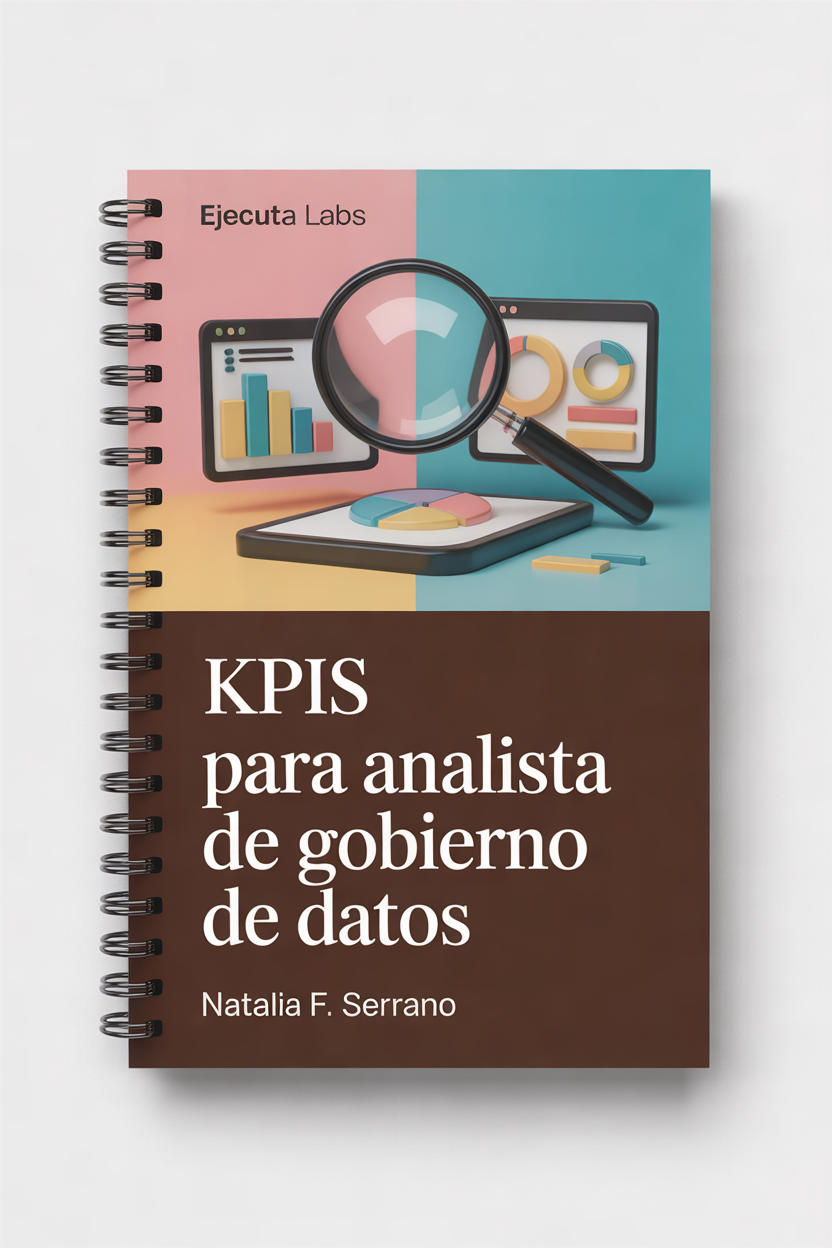 Ejecuta Labs
KPIS
para analista
de gobierno
de datos
Natalia F. Serrano